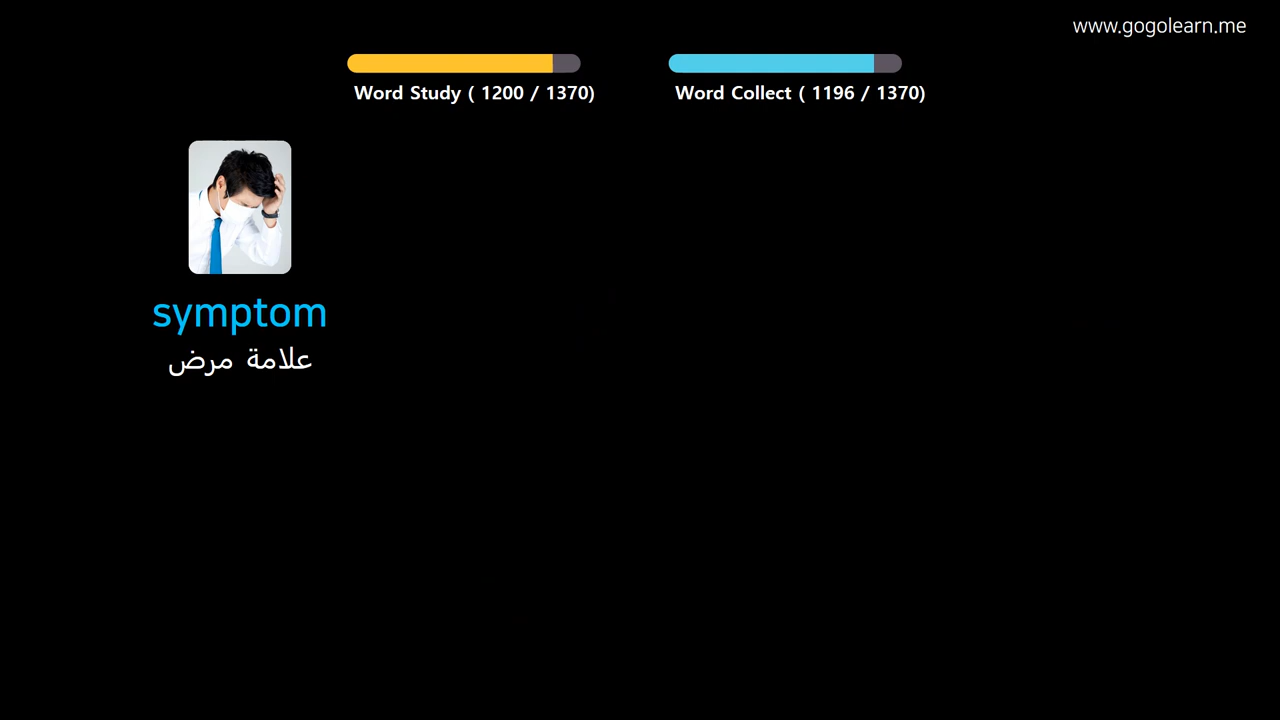 www.gogolearn.me
Word Study ( 1200 / 1370)
Word Collect ( 1196 / 1370)
symptom
علامة مرض